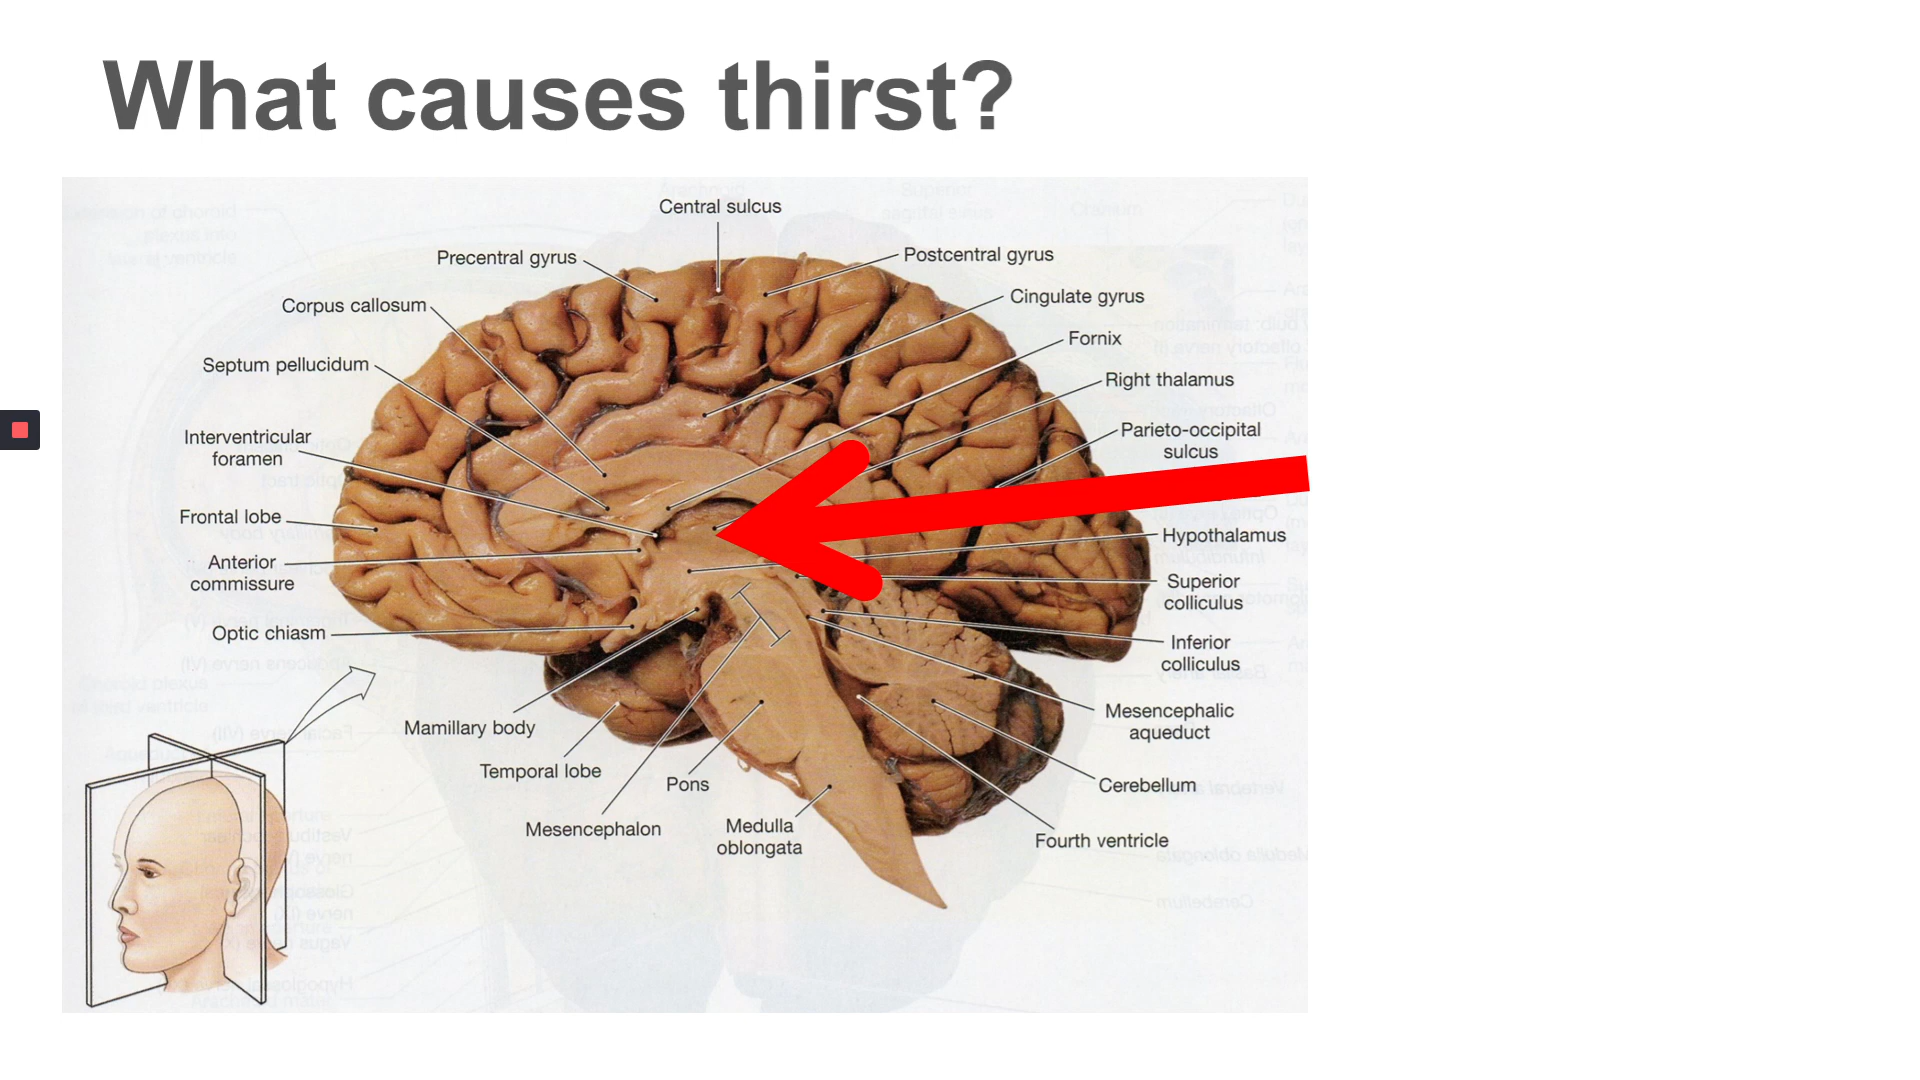 What causes thirst?
Central sulcus
Precentral gyrus
Postcentral gyrus
Corpus callosum
Cingulate gyrus
Septum pellucidum
Fornix
Right thalamus
Interventricular
foramen
Parieto-occipital
sulcus
Frontal lobe
Hypothalamus
Anterior
commissure
Superior
colliculus
Optic chiasm
Inferior
colliculus
Mamillary body
Mesencephalic
aqueduct
Temporal lobe
Pons
Cerebellum
Mesencephalon
Medulla
oblongata
Fourth ventricle